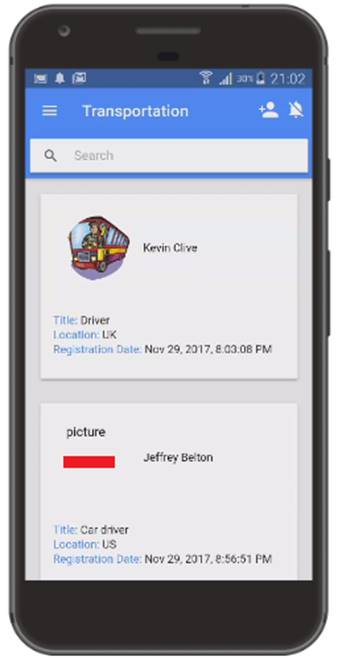 33% 21:02
Transportation
Search
Kevin Clive
Title: Driver
Location: UK
Registration Date: Nov 29, 2017, 8:03:08 PM
picture
Jeffrey Belton
Title: Car driver
Location: US
Registration Date: Nov 29, 2017, 8:56:51 PM